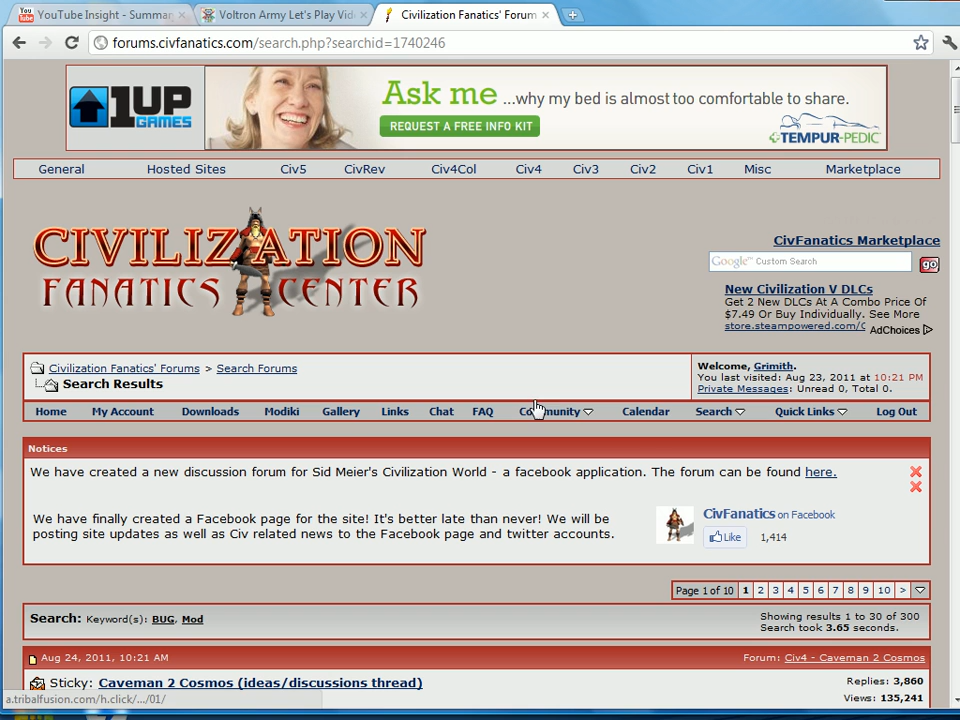 YouTube Insight - Summar
Voltron Army Let's Play Vide
Civilization Fanatics' Forum
forums.civfanatics.com/search.php?searchid=1740246
1UP GAMES
Ask me ...why my bed is almost too comfortable to share.
REQUEST A FREE INFO KIT
TEMPUR-PEDIC
General Hosted Sites Civ5 CivRev Civ4Col Civ4 Civ3 Civ2 Civ1 Misc Marketplace
CIVILIZATION
FANATICS CENTER
CivFanatics Marketplace
Google™ Custom Search go
New Civilization V DLCs
Get 2 New DLCs At A Combo Price Of
$7.49 Or Buy Individually. See More
store.steampowered.com/C AdChoices
Civilization Fanatics' Forums > Search Forums
Search Results
Welcome, Grimith.
You last visited: Aug 23, 2011 at 10:21 PM
Private Messages: Unread 0, Total 0.
Home My Account Downloads Modiki Gallery Links Chat FAQ Community Calendar Search Quick Links Log Out
Notices
We have created a new discussion forum for Sid Meier's Civilization World - a facebook application. The forum can be found here.
We have finally created a Facebook page for the site! It's better late than never! We will be
posting site updates as well as Civ related news to the Facebook page and twitter accounts.
CivFanatics on Facebook
Like 1,414
Page 1 of 10 1 2 3 4 5 6 7 8 9 10 >
Search: Keyword(s): BUG, Mod
Showing results 1 to 30 of 300
Search took 3.65 seconds.
Aug 24, 2011, 10:21 AM
Forum: Civ4 - Caveman 2 Cosmos
Sticky: Caveman 2 Cosmos (ideas/discussions thread)
Replies: 3,860
Views: 135,241
a.tribalfusion.com/h.click/.../01/